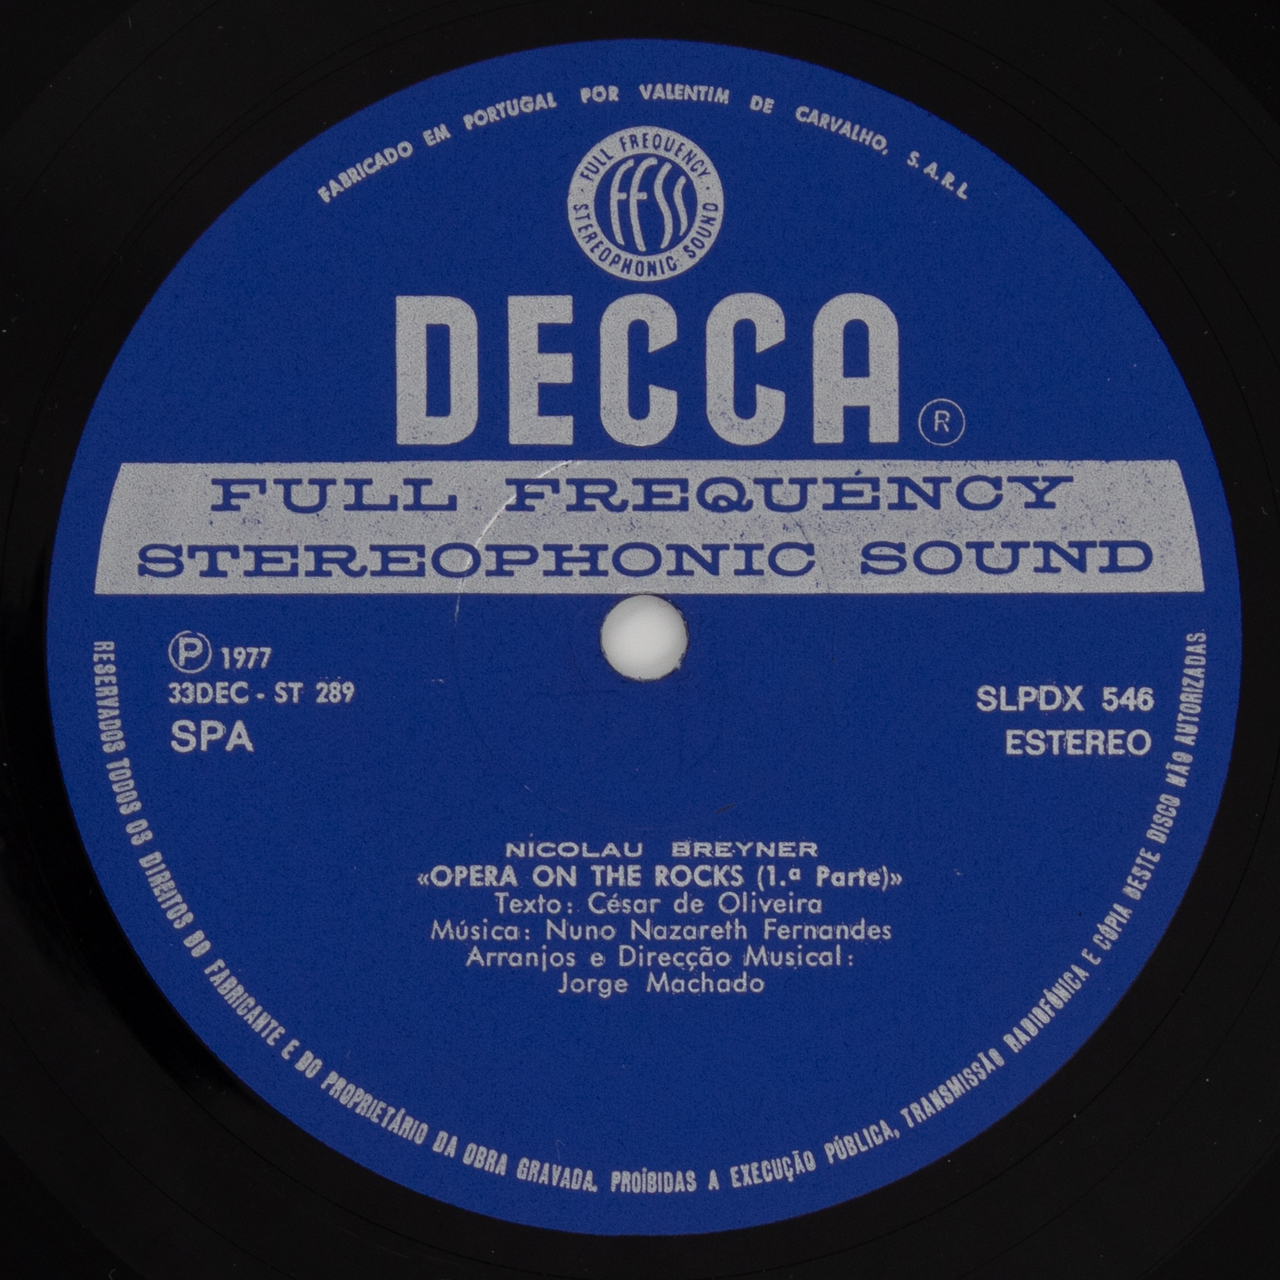 FABRICADO EM PORTUGAL POR VALENTIM DE CARVALHO, S.A.R.L
FULL FREQUENCY
FFSS
STEREOPHONIC SOUND
DECCA
®
FULL FREQUENCY
STEREOPHONIC SOUND
℗ 1977
33DEC - ST 289
SPA
SLPDX 546
ESTEREO
NICOLAU BREYNER
«OPERA ON THE ROCKS (1.ª Parte)»
Texto: César de Oliveira
Música: Nuno Nazareth Fernandes
Arranjos e Direcção Musical:
Jorge Machado
RESERVADOS TODOS OS DIREITOS DO FABRICANTE E DO PROPRIETÁRIO DA OBRA GRAVADA. PROÍBIDAS A EXECUÇÃO PÚBLICA, TRANSMISSÃO RADIOFÔNICA E CÓPIA DESTE DISCO NÃO AUTORIZADAS